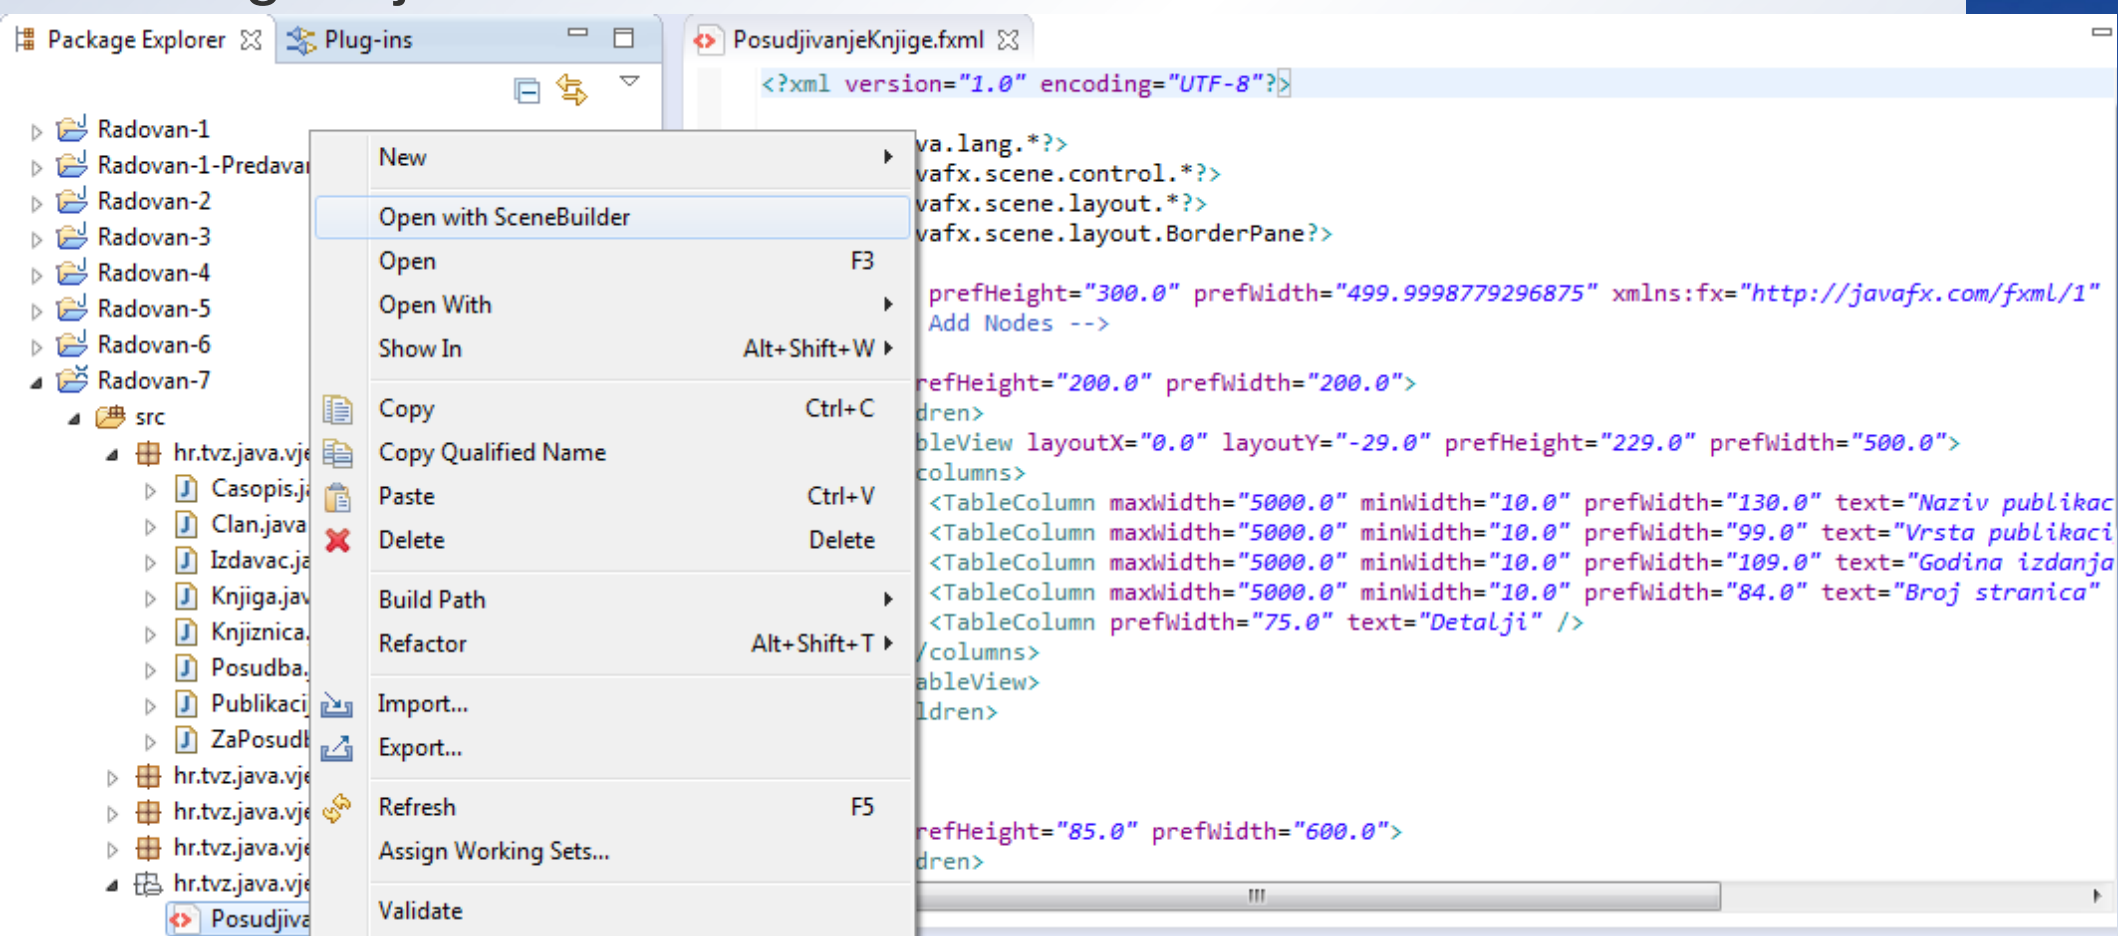 Package Explorer
Plug-ins
Radovan-1
Radovan-1-Predavan
Radovan-2
Radovan-3
Radovan-4
Radovan-5
Radovan-6
Radovan-7
src
hr.tvz.java.vje
Casopis.ja
Clan.java
Izdavac.ja
Knjiga.jav
Knjiznica.
Posudba.
Publikacij
ZaPosudb
hr.tvz.java.vje
hr.tvz.java.vje
hr.tvz.java.vje
hr.tvz.java.vje
Posudjiva
New
Open with SceneBuilder
Open F3
Open With
Show In Alt+Shift+W
Copy Ctrl+C
Copy Qualified Name
Paste Ctrl+V
Delete Delete
Build Path
Refactor Alt+Shift+T
Import...
Export...
Refresh F5
Assign Working Sets...
Validate
PosudjivanjeKnjige.fxml
<?xml version="1.0" encoding="UTF-8"?>
va.lang.*?>
vafx.scene.control.*?>
vafx.scene.layout.*?>
vafx.scene.layout.BorderPane?>
prefHeight="300.0" prefWidth="499.9998779296875" xmlns:fx="http://javafx.com/fxml/1"
Add Nodes -->
refHeight="200.0" prefWidth="200.0">
dren>
bleView layoutX="0.0" layoutY="-29.0" prefHeight="229.0" prefWidth="500.0">
columns>
<TableColumn maxWidth="5000.0" minWidth="10.0" prefWidth="130.0" text="Naziv publikac
<TableColumn maxWidth="5000.0" minWidth="10.0" prefWidth="99.0" text="Vrsta publikaci
<TableColumn maxWidth="5000.0" minWidth="10.0" prefWidth="109.0" text="Godina izdanja
<TableColumn maxWidth="5000.0" minWidth="10.0" prefWidth="84.0" text="Broj stranica"
<TableColumn prefWidth="75.0" text="Detalji" />
/columns>
ableView>
ldren>
refHeight="85.0" prefWidth="600.0">
dren>